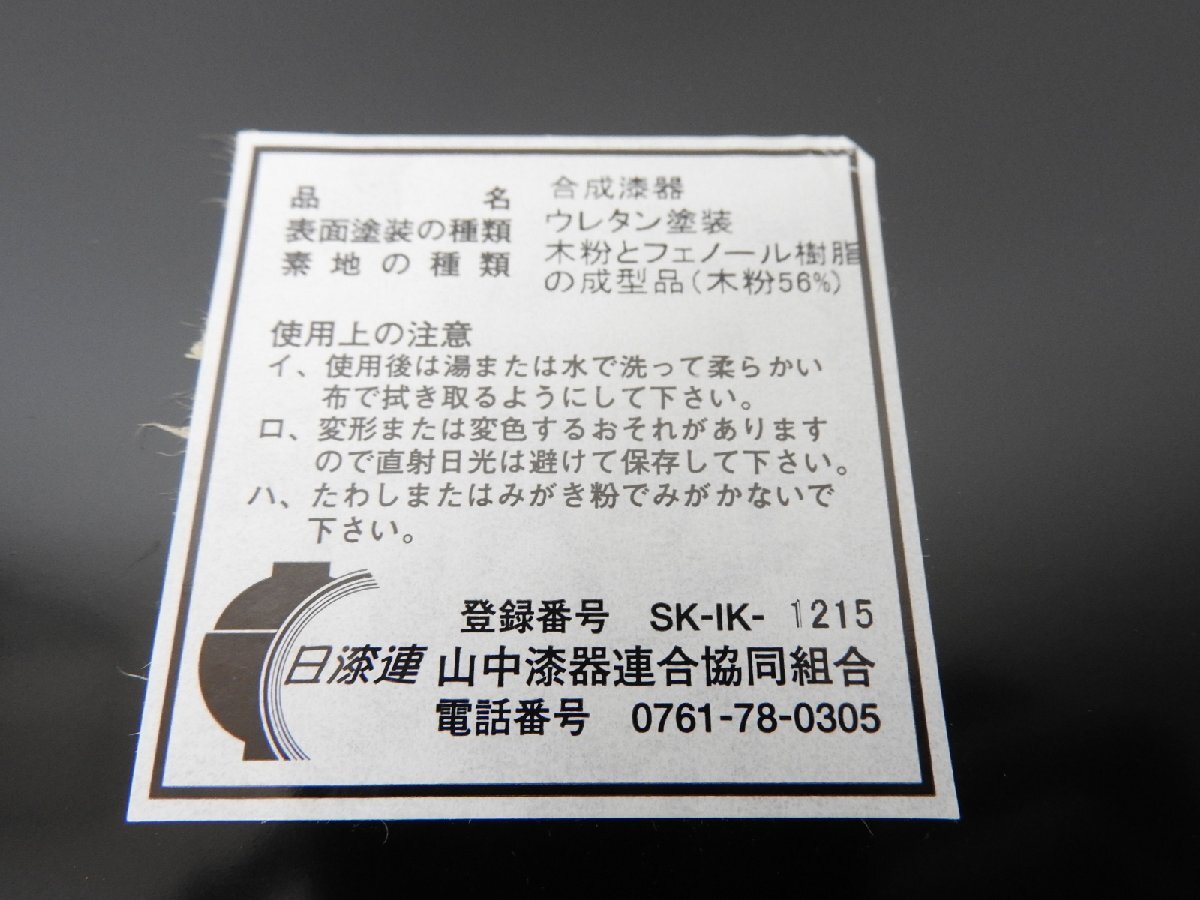 品名 合成漆器
表面塗装の種類 ウレタン塗装
素地の種類 木粉とフェノール樹脂
の成型品(木粉56%)
使用上の注意
イ、使用後は湯または水で洗って柔らかい
布で拭き取るようにして下さい。
ロ、変形または変色するおそれがあります
ので直射日光は避けて保存して下さい。
ハ、たわしまたはみがき粉でみがかないで
下さい。
登録番号 SK-IK-1215
日漆連 山中漆器連合協同組合
電話番号 0761-78-0305